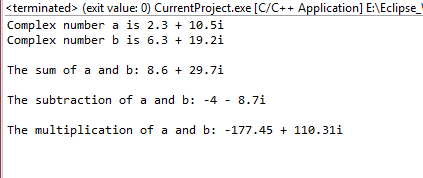 <terminated> (exit value: 0) CurrentProject.exe [C/C++ Application] E:\Eclipse_
Complex number a is 2.3 + 10.5i
Complex number b is 6.3 + 19.2i
The sum of a and b: 8.6 + 29.7i
The subtraction of a and b: -4 - 8.7i
The multiplication of a and b: -177.45 + 110.31i